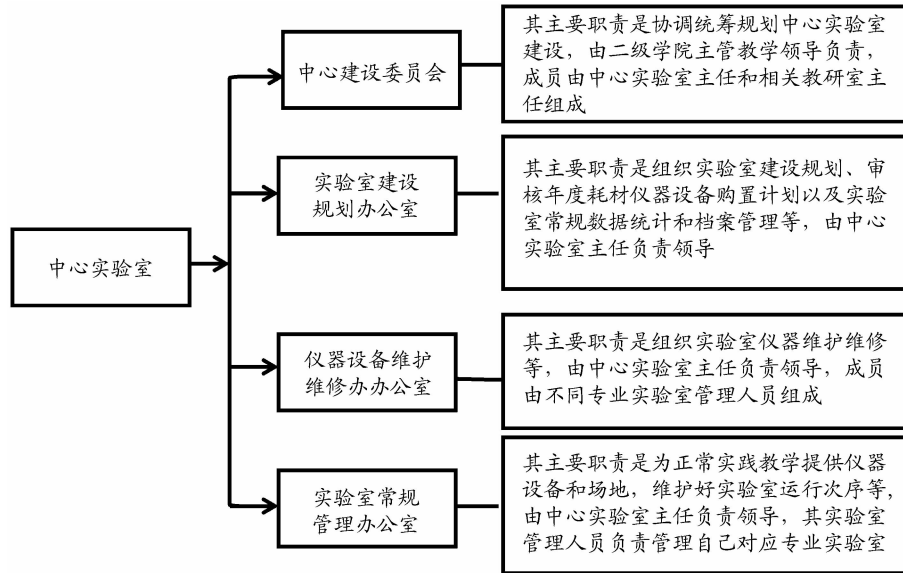 中心实验室
中心建设委员会
其主要职责是协调统筹规划中心实验室
建设，由二级学院主管教学领导负责，
成员由中心实验室主任和相关教研室主
任组成
实验室建设
规划办公室
其主要职责是组织实验室建设规划、审
核年度耗材仪器设备购置计划以及实验
室常规数据统计和档案管理等，由中心
实验室主任负责领导
仪器设备维护
维修办办公室
其主要职责是组织实验室仪器维护维修
等，由中心实验室主任负责领导，成员
由不同专业实验室管理人员组成
实验室常规
管理办公室
其主要职责是为正常实践教学提供仪器
设备和场地，维护好实验室运行次序等，
由中心实验室主任负责领导，其实验室
管理人员负责管理自己对应专业实验室